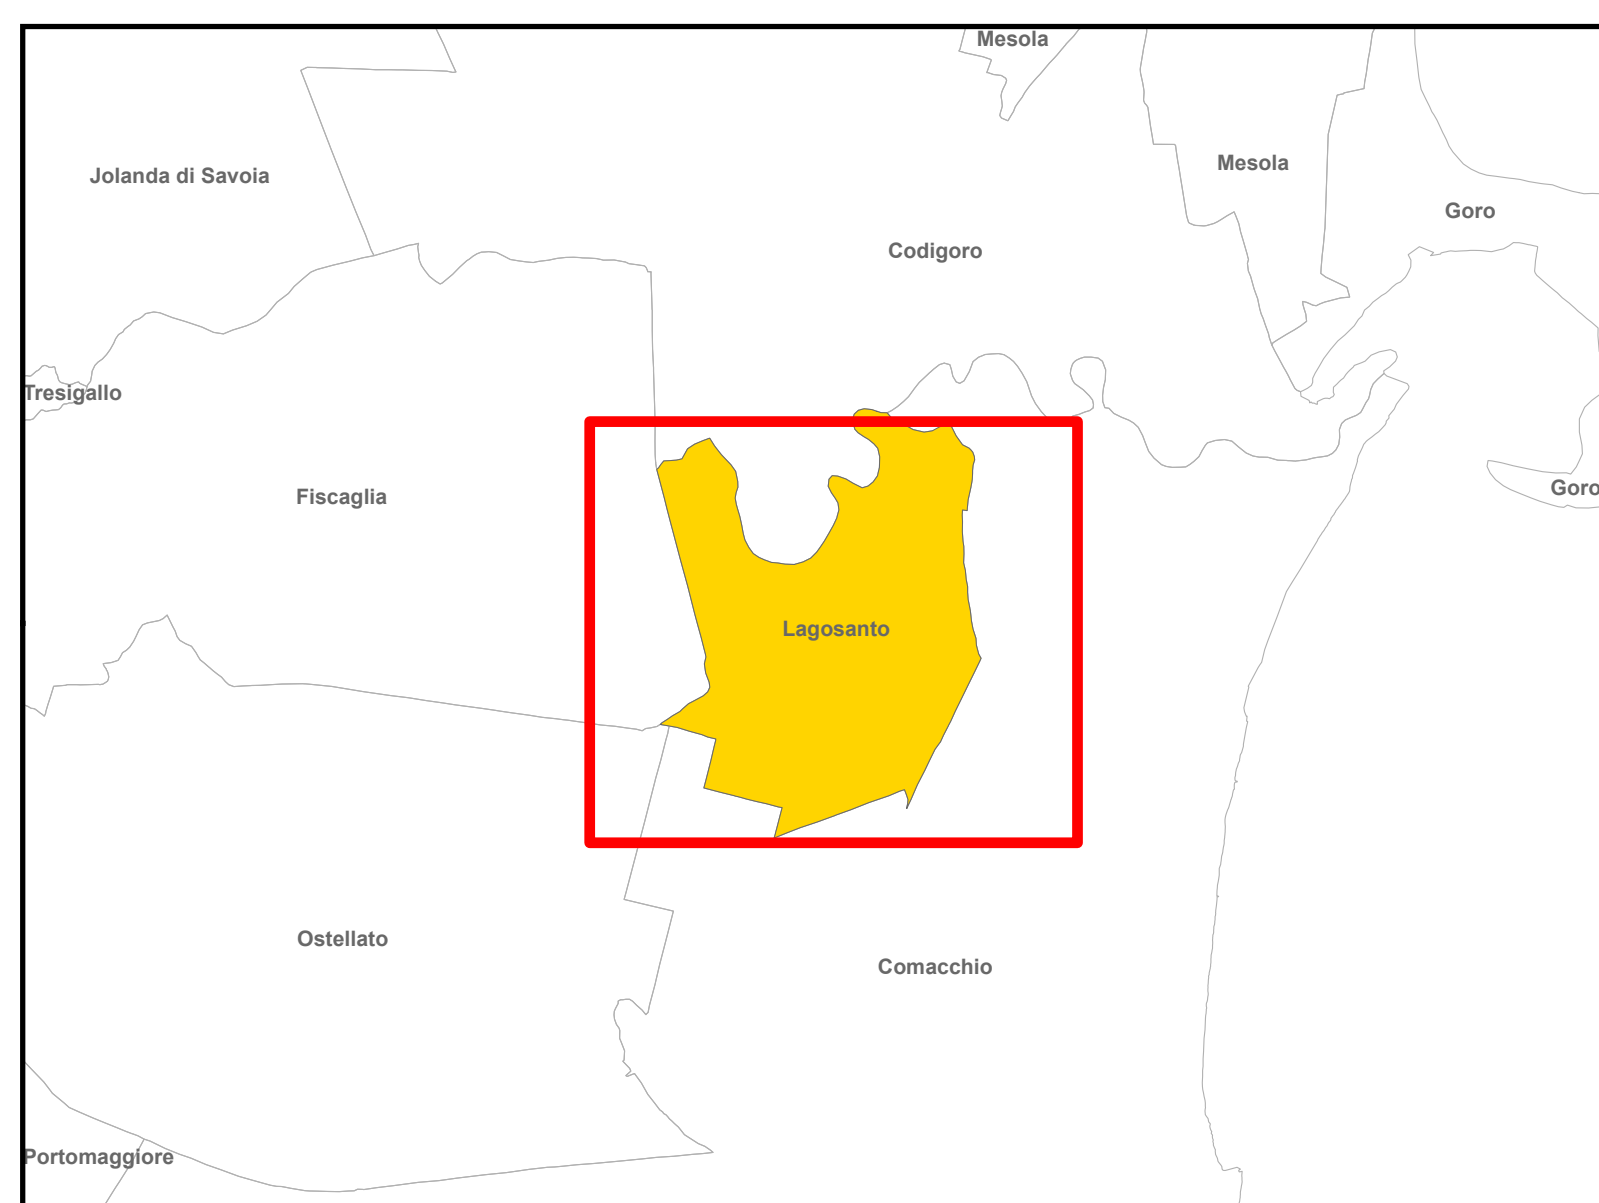 Mesola
Jolanda di Savoia
Mesola
Goro
Codigoro
Tresigallo
Fiscaglia
Goro
Lagosanto
Ostellato
Comacchio
Portomaggiore